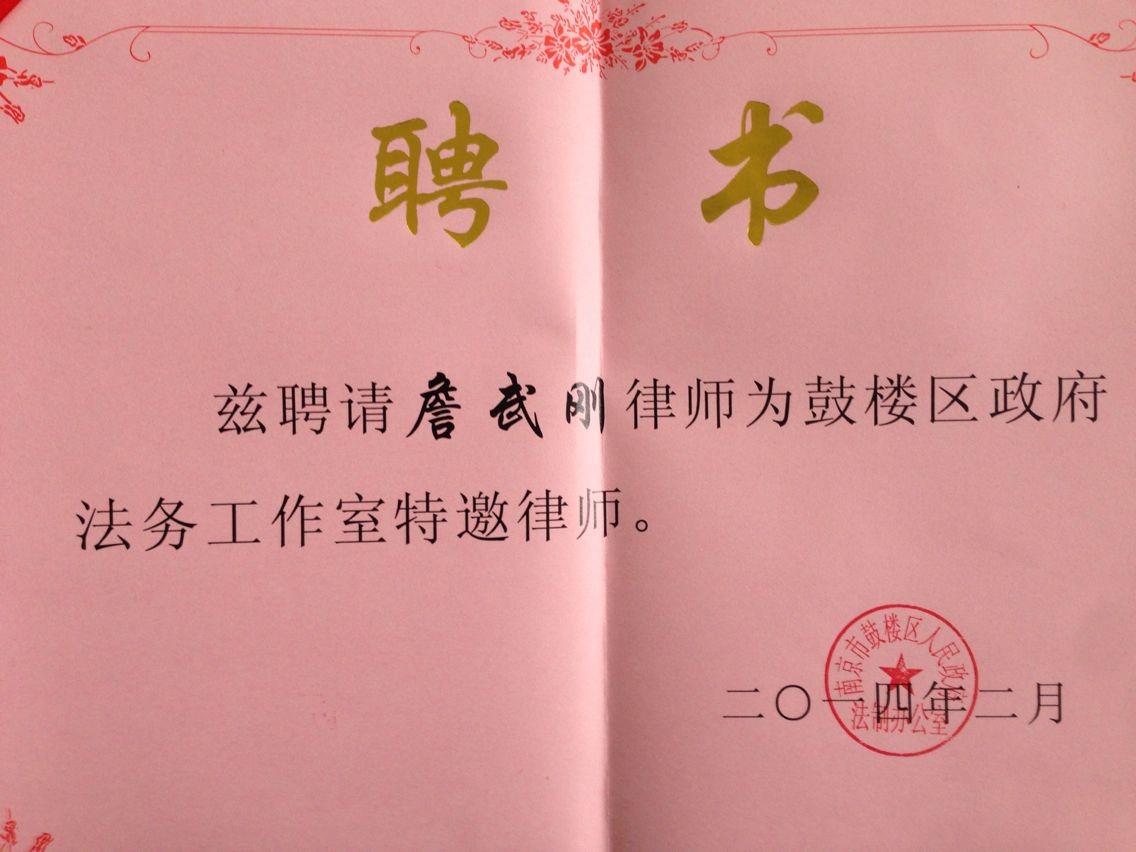 聘书
兹聘请詹武刚律师为鼓楼区政府
法务工作室特邀律师。
南京市鼓楼区人民政府
法制办公室
二〇一四年二月